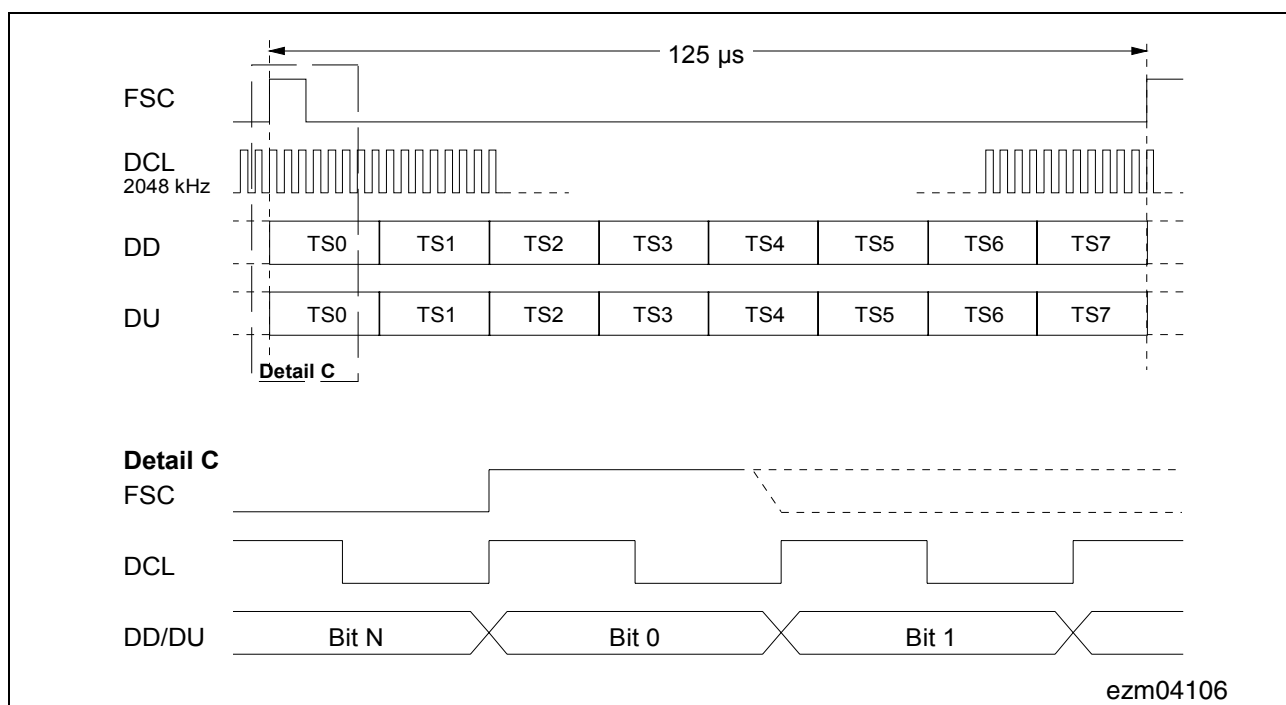 125 µs
FSC
DCL
2048 kHz
DD TS0 TS1 TS2 TS3 TS4 TS5 TS6 TS7
DU TS0 TS1 TS2 TS3 TS4 TS5 TS6 TS7
Detail C
Detail C
FSC
DCL
DD/DU Bit N Bit 0 Bit 1
ezm04106